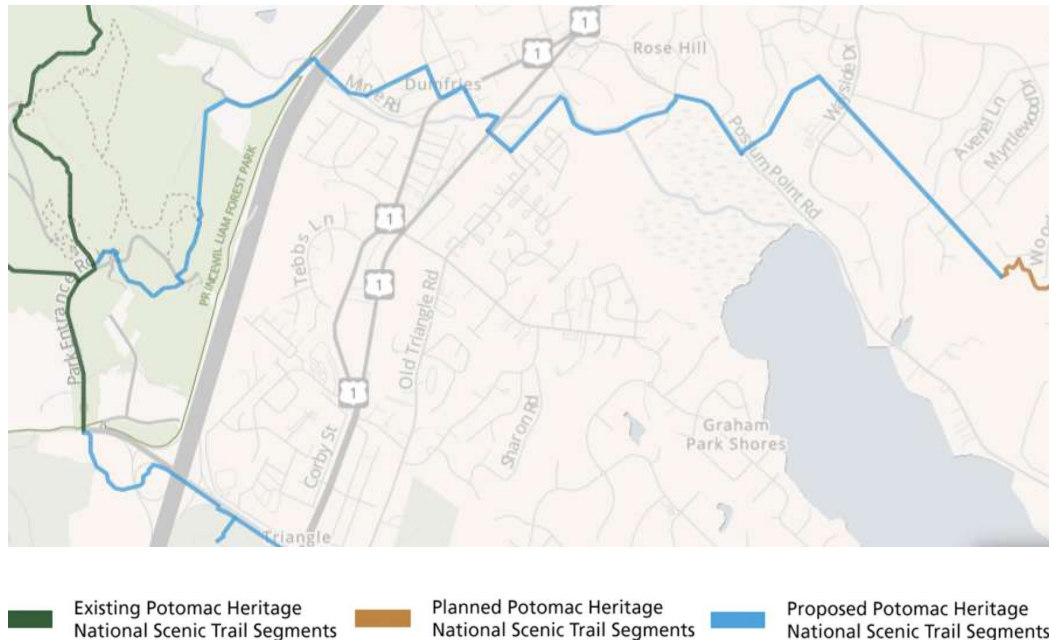 1
1
Rose Hill
Mine Rd
Dumfries
Wayside Dr
Avenel Ln
Myrtlewood Dr
Possum Point Rd
PRINCE WILLIAM FOREST PARK
1
Tebbs Ln
Park Entrance Rd
1
Old Triangle Rd
1
Sharon Rd
Graham
Park Shores
Corby St
Triangle
Existing Potomac Heritage
National Scenic Trail Segments
Planned Potomac Heritage
National Scenic Trail Segments
Proposed Potomac Heritage
National Scenic Trail Segments